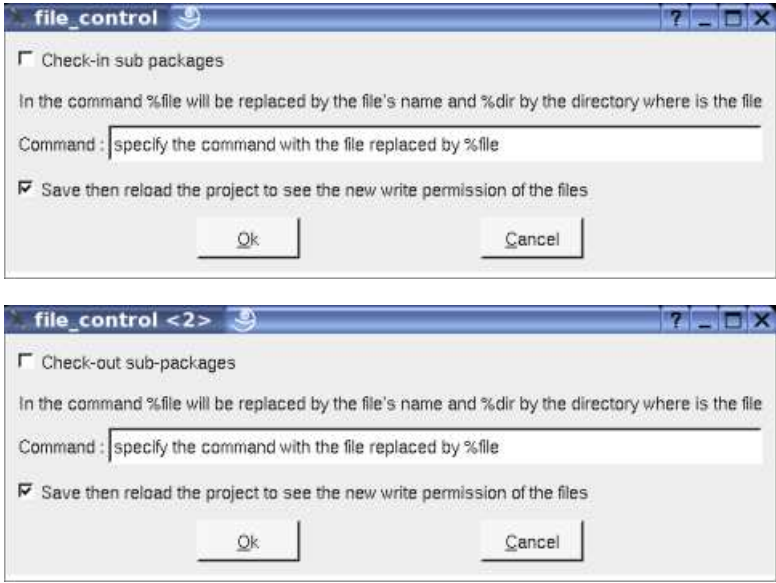 file_control
Check-in sub packages
In the command %file will be replaced by the file's name and %dir by the directory where is the file
Command : specify the command with the file replaced by %file
Save then reload the project to see the new write permission of the files
Ok Cancel
file_control <2>
Check-out sub-packages
In the command %file will be replaced by the file's name and %dir by the directory where is the file
Command : specify the command with the file replaced by %file
Save then reload the project to see the new write permission of the files
Ok Cancel